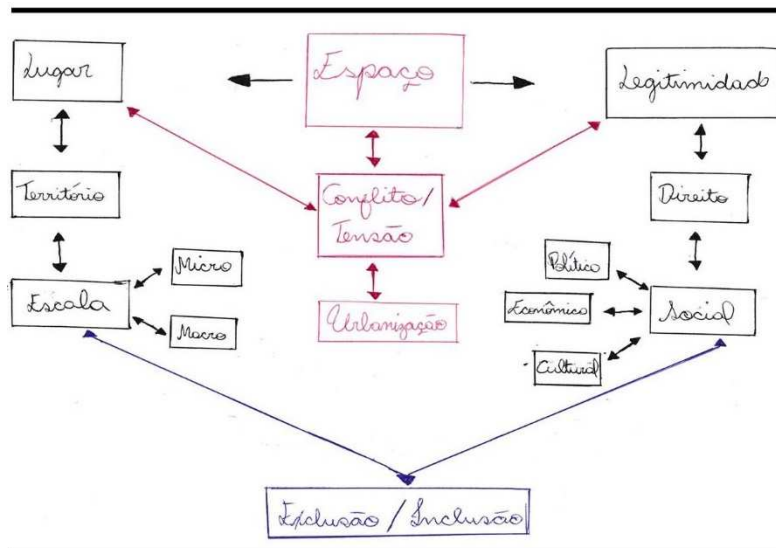 Lugar
Espaço
Legitimidade
Território
Conflito /
Tensão
Direito
Micro
Político
Escala
Macro
Urbanização
Econômico
Social
Cultural
Exclusão / Inclusão